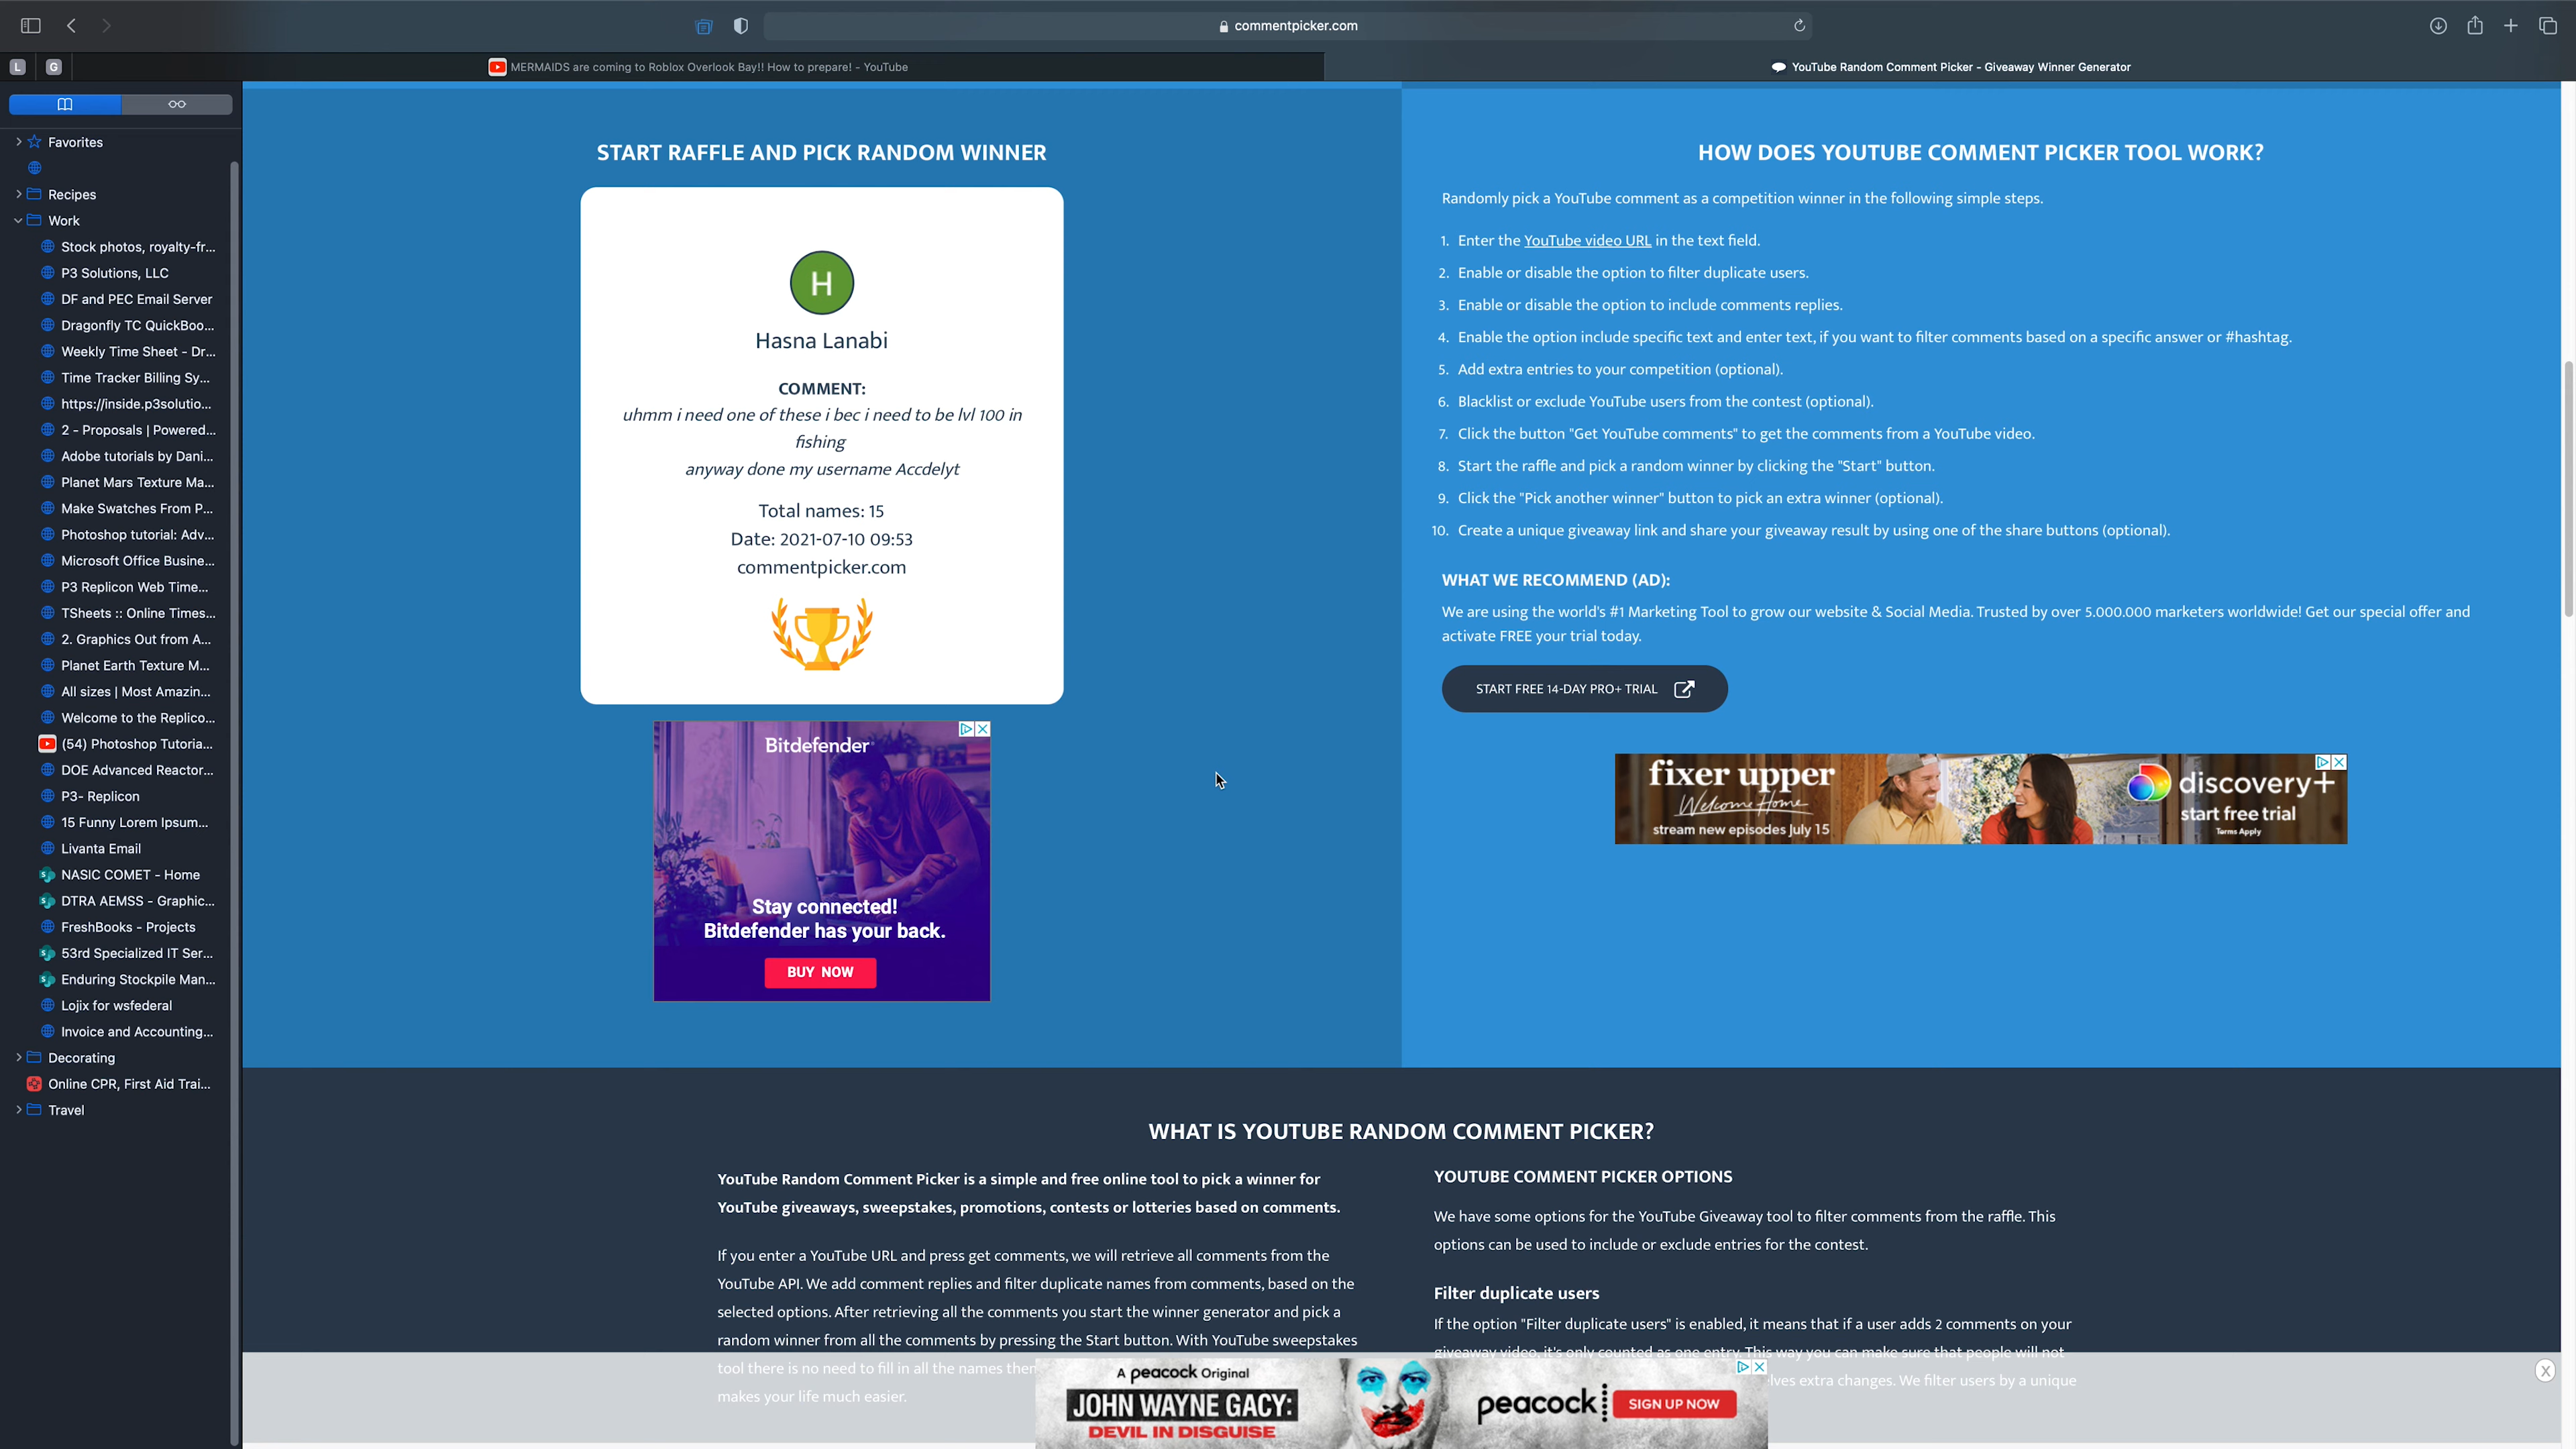 commentpicker.com
L
G
MERMAIDS are coming to Roblox Overlook Bay!! How to prepare! - YouTube
YouTube Random Comment Picker - Giveaway Winner Generator
Favorites
Recipes
Work
Stock photos, royalty-fr...
P3 Solutions, LLC
DF and PEC Email Server
Dragonfly TC QuickBoo...
Weekly Time Sheet - Dr...
Time Tracker Billing Sy...
https://inside.p3solutio...
2 - Proposals | Powered...
Adobe tutorials by Dani...
Planet Mars Texture Ma...
Make Swatches From P...
Photoshop tutorial: Adv...
Microsoft Office Busine...
P3 Replicon Web Time...
TSheets :: Online Times...
2. Graphics Out from A...
Planet Earth Texture M...
All sizes | Most Amazin...
Welcome to the Replico...
(54) Photoshop Tutoria...
DOE Advanced Reactor...
P3- Replicon
15 Funny Lorem Ipsum...
Livanta Email
NASIC COMET - Home
DTRA AEMSS - Graphic...
FreshBooks - Projects
53rd Specialized IT Ser...
Enduring Stockpile Man...
Lojix for wsfederal
Invoice and Accounting...
Decorating
Online CPR, First Aid Trai...
Travel
START RAFFLE AND PICK RANDOM WINNER
H
Hasna Lanabi
COMMENT:
uhmm i need one of these i bec i need to be lvl 100 in
fishing
anyway done my username Accdelyt
Total names: 15
Date: 2021-07-10 09:53
commentpicker.com
Bitdefender
Stay connected!
Bitdefender has your back.
BUY NOW
HOW DOES YOUTUBE COMMENT PICKER TOOL WORK?
Randomly pick a YouTube comment as a competition winner in the following simple steps.
1. Enter the YouTube video URL in the text field.
2. Enable or disable the option to filter duplicate users.
3. Enable or disable the option to include comments replies.
4. Enable the option include specific text and enter text, if you want to filter comments based on a specific answer or #hashtag.
5. Add extra entries to your competition (optional).
6. Blacklist or exclude YouTube users from the contest (optional).
7. Click the button "Get YouTube comments" to get the comments from a YouTube video.
8. Start the raffle and pick a random winner by clicking the "Start" button.
9. Click the "Pick another winner" button to pick an extra winner (optional).
10. Create a unique giveaway link and share your giveaway result by using one of the share buttons (optional).
WHAT WE RECOMMEND (AD):
We are using the world's #1 Marketing Tool to grow our website & Social Media. Trusted by over 5.000.000 marketers worldwide! Get our special offer and
activate FREE your trial today.
START FREE 14-DAY PRO+ TRIAL
fixer upper
Welcome Home
stream new episodes July 15
discovery+
start free trial
Terms Apply
WHAT IS YOUTUBE RANDOM COMMENT PICKER?
YouTube Random Comment Picker is a simple and free online tool to pick a winner for
YouTube giveaways, sweepstakes, promotions, contests or lotteries based on comments.
If you enter a YouTube URL and press get comments, we will retrieve all comments from the
YouTube API. We add comment replies and filter duplicate names from comments, based on the
selected options. After retrieving all the comments you start the winner generator and pick a
random winner from all the comments by pressing the Start button. With YouTube sweepstakes
tool there is no need to fill in all the names
makes your life much easier.
YOUTUBE COMMENT PICKER OPTIONS
We have some options for the YouTube Giveaway tool to filter comments from the raffle. This
options can be used to include or exclude entries for the contest.
Filter duplicate users
If the option "Filter duplicate users" is enabled, it means that if a user adds 2 comments on your
giveaway video, it's only counted as one entry. This way you can make sure that people will not
extra changes. We filter users by a unique
A peacock Original
JOHN WAYNE GACY:
DEVIL IN DISGUISE
peacock
SIGN UP NOW